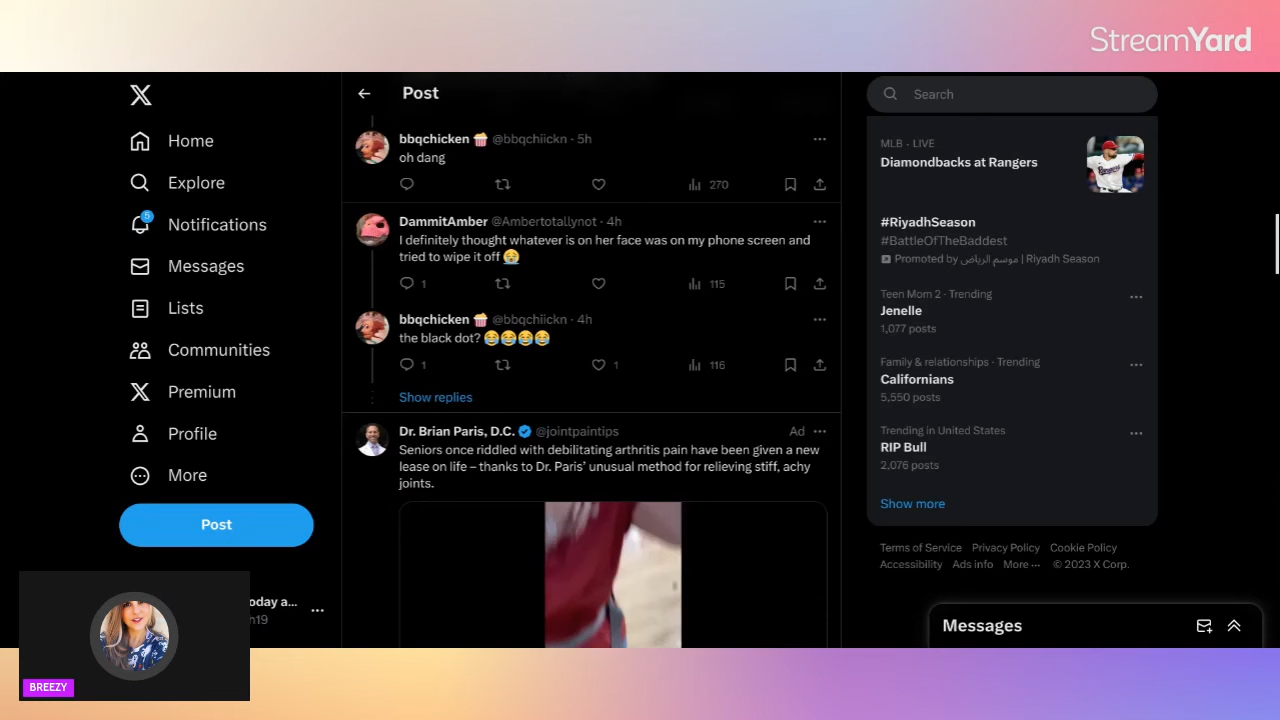 StreamYard
Post
Search
bbqchicken 🍿 @bbqchiickn · 5h
oh dang
270
DammitAmber @Ambertotallynot · 4h
I definitely thought whatever is on her face was on my phone screen and
tried to wipe it off 😭
1
115
bbqchicken 🍿 @bbqchiickn · 4h
the black dot? 😂😂😂😂
1
1
116
Show replies
Dr. Brian Paris, D.C. @jointpaintips
Ad
Seniors once riddled with debilitating arthritis pain have been given a new
lease on life – thanks to Dr. Paris' unusual method for relieving stiff, achy
joints.
Home
Explore
5
Notifications
Messages
Lists
Communities
Premium
Profile
More
Post
oday a...
h19
BREEZY
MLB · LIVE
Diamondbacks at Rangers
#RiyadhSeason
#BattleOfTheBaddest
Promoted by موسم الرياض | Riyadh Season
Teen Mom 2 · Trending
Jenelle
1,077 posts
Family & relationships · Trending
Californians
5,550 posts
Trending in United States
RIP Bull
2,076 posts
Show more
Terms of Service Privacy Policy Cookie Policy
Accessibility Ads info More ··· © 2023 X Corp.
Messages